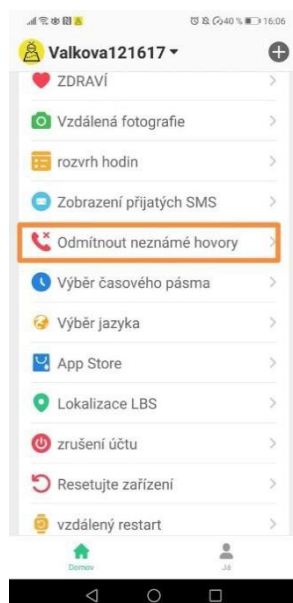 40 % 16:06
Valkova121617
ZDRAVÍ
Vzdálená fotografie
rozvrh hodin
Zobrazení přijatých SMS
Odmítnout neznámé hovory
Výběr časového pásma
Výběr jazyka
App Store
Lokalizace LBS
zrušení účtu
Resetujte zařízení
vzdálený restart
Domov Já